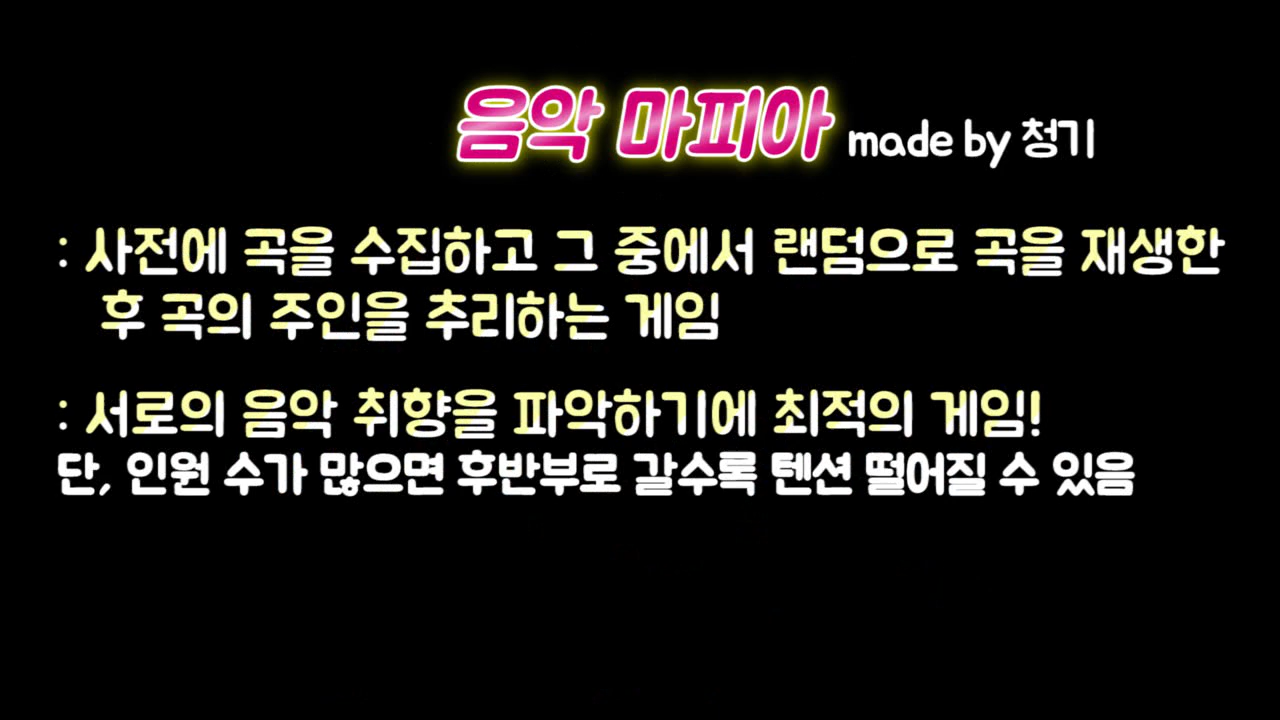 음악 마피아 made by 청기
: 사전에 곡을 수집하고 그 중에서 랜덤으로 곡을 재생한
후 곡의 주인을 추리하는 게임
: 서로의 음악 취향을 파악하기에 최적의 게임!
단, 인원 수가 많으면 후반부로 갈수록 텐션 떨어질 수 있음